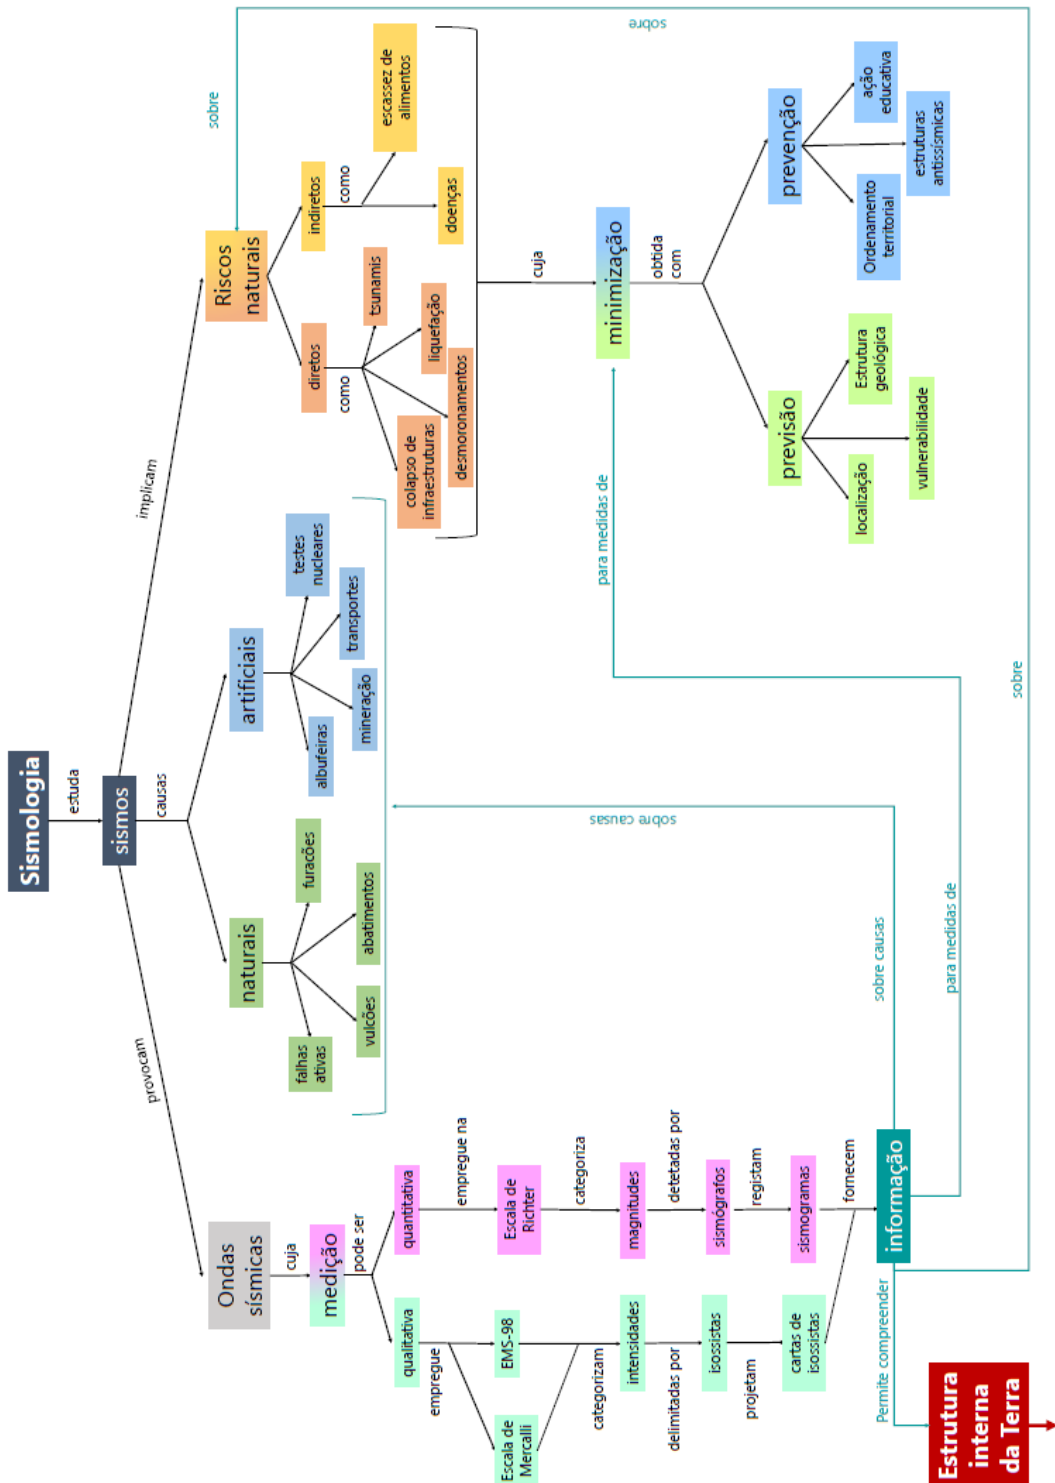 Sismologia
estuda
sismos
provocam
causas
implicam
Ondas
sísmicas
cuja
medição
pode ser
qualitativa
quantitativa
empregue
empregue na
Escala de
Mercalli
EMS-98
Escala de
Richter
categorizam
categoriza
intensidades
magnitudes
delimitadas por
detetadas por
isossistas
sismógrafos
projetam
registam
cartas de
isossistas
sismogramas
fornecem
informação
Permite compreender
Estrutura
interna
da Terra
naturais
falhas
ativas
vulcões
abatimentos
furacões
artificiais
albufeiras
mineração
transportes
testes
nucleares
sobre causas
sobre causas
para medidas de
para medidas de
sobre
sobre
sobre
Riscos
naturais
diretos
como
colapso de
infraestruturas
desmoronamentos
liquefação
tsunamis
indiretos
como
doenças
escassez de
alimentos
cuja
minimização
obtida
com
previsão
localização
vulnerabilidade
Estrutura
geológica
prevenção
Ordenamento
territorial
estruturas
antissísmicas
ação
educativa